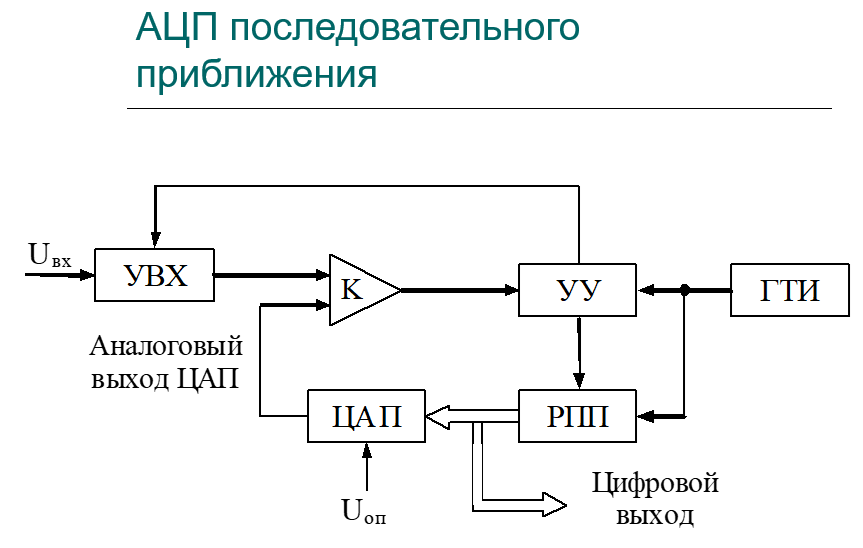 АЦП последовательного
приближения
Uвх
УВХ
К
УУ
ГТИ
Аналоговый
выход ЦАП
ЦАП
РПП
Uоп
Цифровой
выход